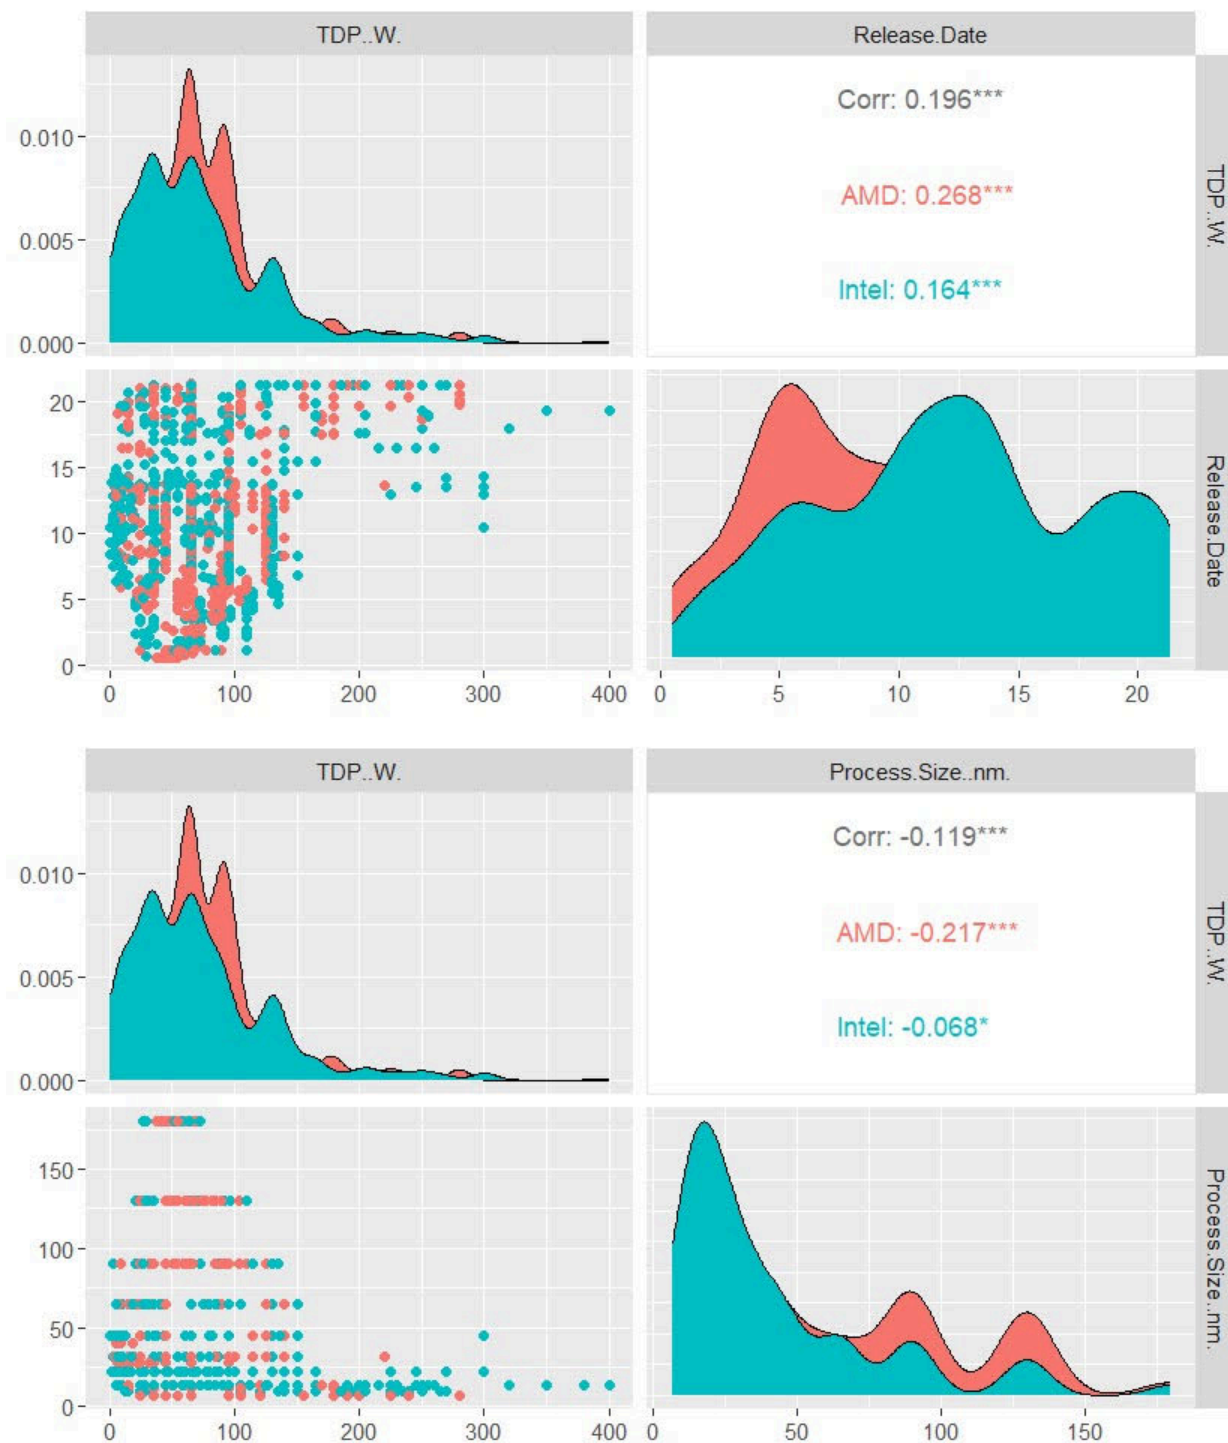 TDP..W.
Release.Date
0.010
0.005
0.000
Corr: 0.196***
AMD: 0.268***
Intel: 0.164***
TDP..W.
20
15
10
5
0
Release.Date
0 100 200 300 400
0 5 10 15 20
TDP..W.
Process.Size..nm.
0.010
0.005
0.000
Corr: -0.119***
AMD: -0.217***
Intel: -0.068*
TDP..W.
150
100
50
0
Process.Size..nm.
0 100 200 300 400
0 50 100 150